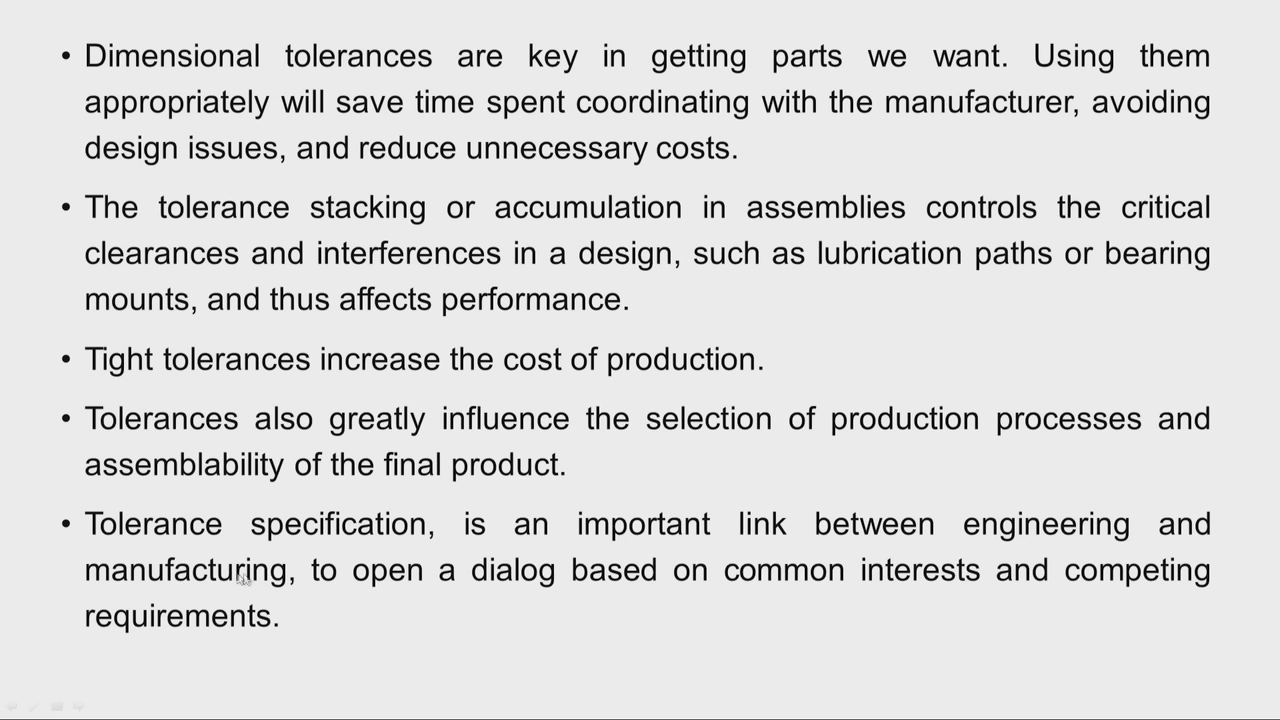 • Dimensional tolerances are key in getting parts we want. Using them
appropriately will save time spent coordinating with the manufacturer, avoiding
design issues, and reduce unnecessary costs.
• The tolerance stacking or accumulation in assemblies controls the critical
clearances and interferences in a design, such as lubrication paths or bearing
mounts, and thus affects performance.
• Tight tolerances increase the cost of production.
• Tolerances also greatly influence the selection of production processes and
assemblability of the final product.
• Tolerance specification, is an important link between engineering and
manufacturing, to open a dialog based on common interests and competing
requirements.